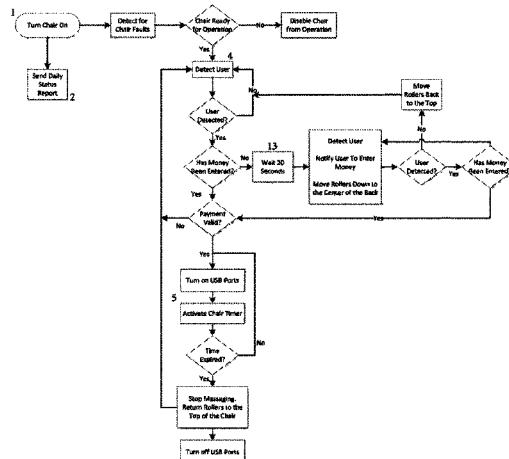 1
Turn Chair On
Detect for
Chair Faults
Chair Ready
for Operation
No
Disable Chair
from Operation
Yes
4
Send Daily
Status
Report
2
Detect User
No
User
Detected?
Yes
Has Money
Been Entered?
No
13
Wait 20
Seconds
Detect User
Notify User To Enter
Money
Move Rollers Down to
the Center of the Back
Move
Rollers Back
to the Top
No
User
Detected?
Yes
Has Money
Been Entered?
Yes
Yes
Payment
Valid?
No
Yes
Turn on USB Ports
5
Activate Chair Timer
No
Time
Expired?
Yes
Stop Massaging.
Return Rollers to the
Top of the Chair
Turn off USB Ports